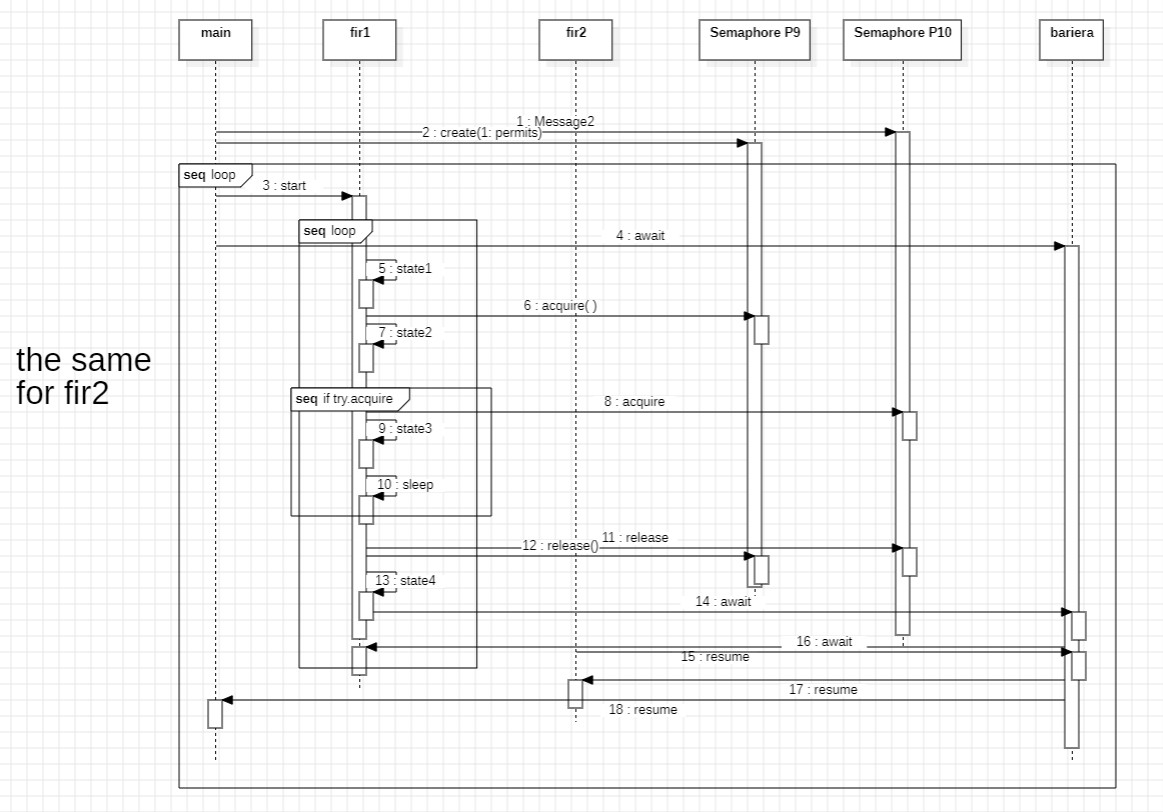 main
fir1
fir2
Semaphore P9
Semaphore P10
bariera
1 : Message2
2 : create(1: permits)
seq loop
3 : start
seq loop
4 : await
5 : state1
6 : acquire( )
7 : state2
the same
for fir2
seq if try.acquire
8 : acquire
9 : state3
10 : sleep
11 : release
12 : release()
13 : state4
14 : await
16 : await
15 : resume
17 : resume
18 : resume